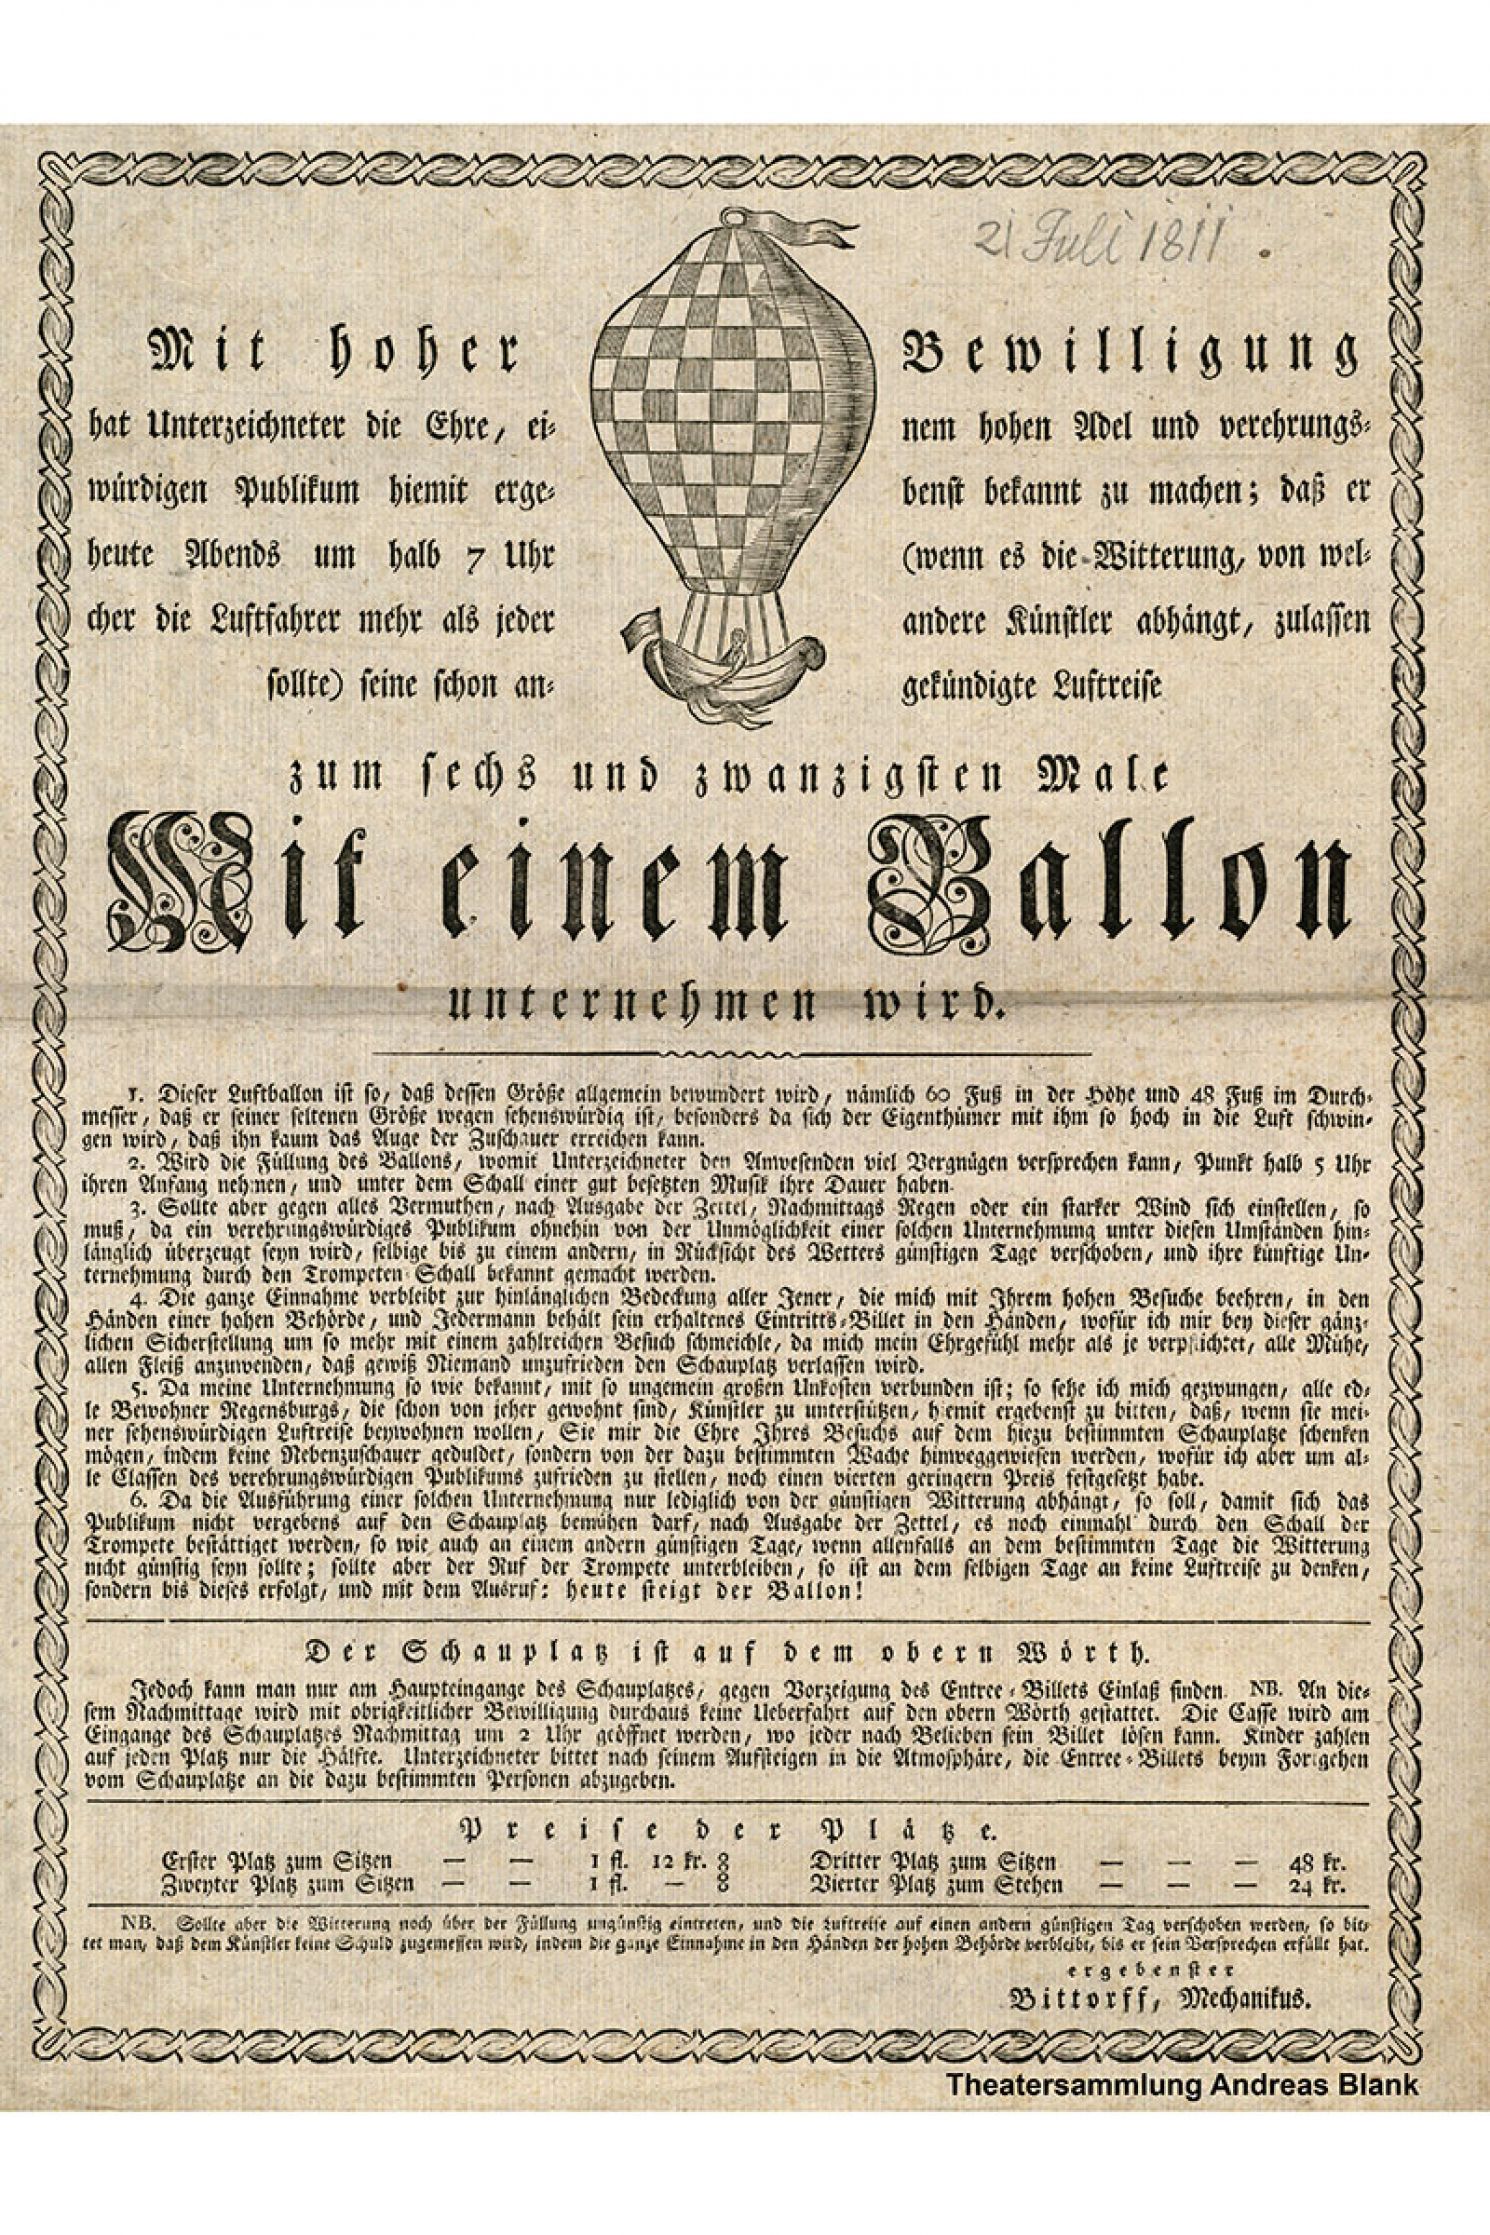 21 Juli 1811
Mit hoher Bewilligung
hat Unterzeichneter die Ehre, ei⸗ nem hohen Adel und verehrungs⸗
würdigen Publikum hiemit erge⸗ benst bekannt zu machen; daß er
heute Abends um halb 7 Uhr (wenn es die Witterung, von wel⸗
cher die Luftfahrer mehr als jeder andere Künstler abhängt, zulassen
sollte) seine schon an⸗ gekündigte Luftreise
zum sechs und zwanzigsten Male
Mit einem Ballon
unternehmen wird.
1. Dieser Luftballon ist so, daß dessen Größe allgemein bewundert wird, nämlich 60 Fuß in der Höhe und 48 Fuß im Durch⸗
messer, daß er seiner seltenen Größe wegen sehenswürdig ist, besonders da sich der Eigenthümer mit ihm so hoch in die Luft schwin⸗
gen wird, daß ihn kaum das Auge der Zuschauer erreichen kann.
2. Wird die Füllung des Ballons, womit Unterzeichneter den Anwesenden viel Vergnügen versprechen kann, Punkt halb 5 Uhr
ihren Anfang nehmen, und unter dem Schall einer gut besetzten Musik ihre Dauer haben.
3. Sollte aber gegen alles Vermuthen, nach Ausgabe der Zettel, Nachmittags Regen oder ein starker Wind sich einstellen, so
muß, da ein verehrungswürdiges Publikum ohnehin von der Unmöglichkeit einer solchen Unternehmung unter diesen Umständen hin⸗
länglich überzeugt seyn wird, selbige bis zu einem andern, in Rücksicht des Wetters günstigen Tage verschoben, und ihre künftige Un⸗
ternehmung durch den Trompeten Schall bekannt gemacht werden.
4. Die ganze Einnahme verbleibt zur hinlänglichen Bedeckung aller Jener, die mich mit Ihrem hohen Besuche beehren, in den
Händen einer hohen Behörde, und Jedermann behält sein erhaltenes Eintritts⸗Billet in den Händen, wofür ich mir bey dieser gänz⸗
lichen Sicherstellung um so mehr mit einem zahlreichen Besuch schmeichle, da mich mein Ehrgefühl mehr als je verpflichtet, alle Mühe,
allen Fleiß anzuwenden, daß gewiß Niemand unzufrieden den Schauplatz verlassen wird.
5. Da meine Unternehmung so wie bekannt, mit so ungemein großen Unkosten verbunden ist; so sehe ich mich gezwungen, alle ed⸗
le Bewohner Regensburgs, die schon von jeher gewohnt sind, Künstler zu unterstützen, hiemit ergebenst zu bitten, daß, wenn sie mei⸗
ner sehenswürdigen Luftreise beywohnen wollen, Sie mir die Ehre Ihres Besuchs auf dem hiezu bestimmten Schauplatze schenken
mögen, indem keine Nebenzuschauer geduldet, sondern von der dazu bestimmten Wache hinweggewiesen werden, wofür ich aber um al⸗
le Classen des verehrungswürdigen Publikums zufrieden zu stellen, noch einen vierten geringern Preis festgesetzt habe.
6. Da die Ausführung einer solchen Unternehmung nur lediglich von der günstigen Witterung abhängt, so soll, damit sich das
Publikum nicht vergebens auf den Schauplatz bemühen darf, nach Ausgabe der Zettel, es noch einmahl durch den Schall der
Trompete bestättiget werden, so wie auch an einem andern günstigen Tage, wenn allenfalls an dem bestimmten Tage die Witterung
nicht günstig seyn sollte; sollte aber der Ruf der Trompete unterbleiben, so ist an dem selbigen Tage an keine Luftreise zu denken,
sondern bis dieses erfolgt, und mit dem Ausruf: heute steigt der Ballon!
Der Schauplatz ist auf dem obern Wörth.
Jedoch kann man nur am Haupteingange des Schauplatzes, gegen Vorzeigung des Entree⸗Billets Einlaß finden. NB. An die⸗
sem Nachmittage wird mit obrigkeitlicher Bewilligung durchaus keine Ueberfahrt auf den obern Wörth gestattet. Die Casse wird am
Eingange des Schauplatzes Nachmittag um 2 Uhr geöffnet werden, wo jeder nach Belieben sein Billet lösen kann. Kinder zahlen
auf jeden Platz nur die Hälfte. Unterzeichneter bittet nach seinem Aufsteigen in die Atmosphäre, die Entree⸗Billets beym Fortgehen
vom Schauplatze an die dazu bestimmten Personen abzugeben.
Preise der Plätze.
Erster Platz zum Sitzen — — 1 fl. 12 kr. Dritter Platz zum Sitzen — — — 48 kr.
Zweyter Platz zum Sitzen — — 1 fl. — Vierter Platz zum Stehen — — — 24 kr.
NB. Sollte aber die Witterung noch über der Füllung ungünstig eintreten, und die Luftreise auf einen andern günstigen Tag verschoben werden, so bit⸗
tet man, daß dem Künstler keine Schuld zugemessen wird, indem die ganze Einnahme in den Händen der hohen Behörde verbleibt, bis er sein Versprechen erfüllt hat.
ergebenster
Bittorff, Mechanikus.
Theatersammlung Andreas Blank